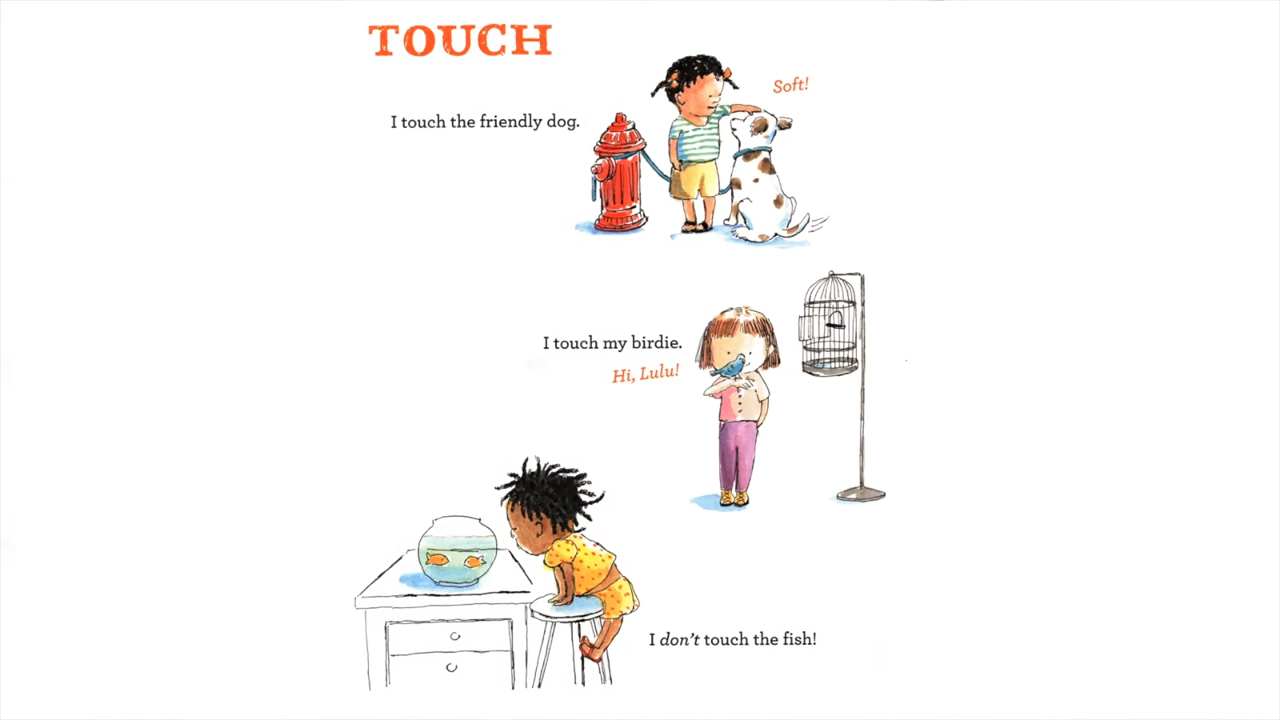 TOUCH
Soft!
I touch the friendly dog.
I touch my birdie.
Hi, Lulu!
I don't touch the fish!